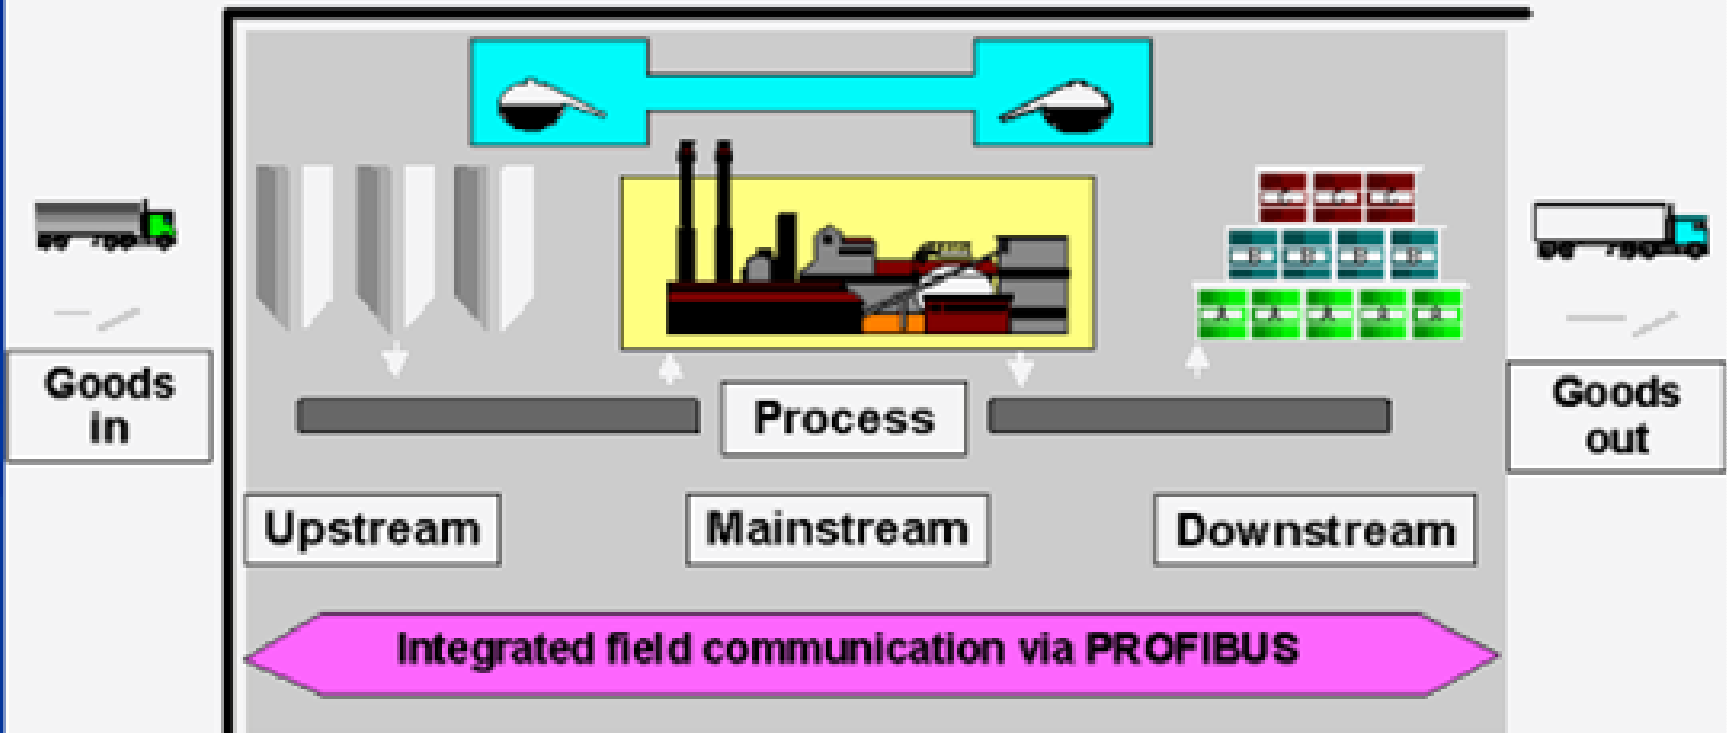 C C C
B B B B
A A A A A
Goods
in
Process
Goods
out
Upstream
Mainstream
Downstream
Integrated field communication via PROFIBUS